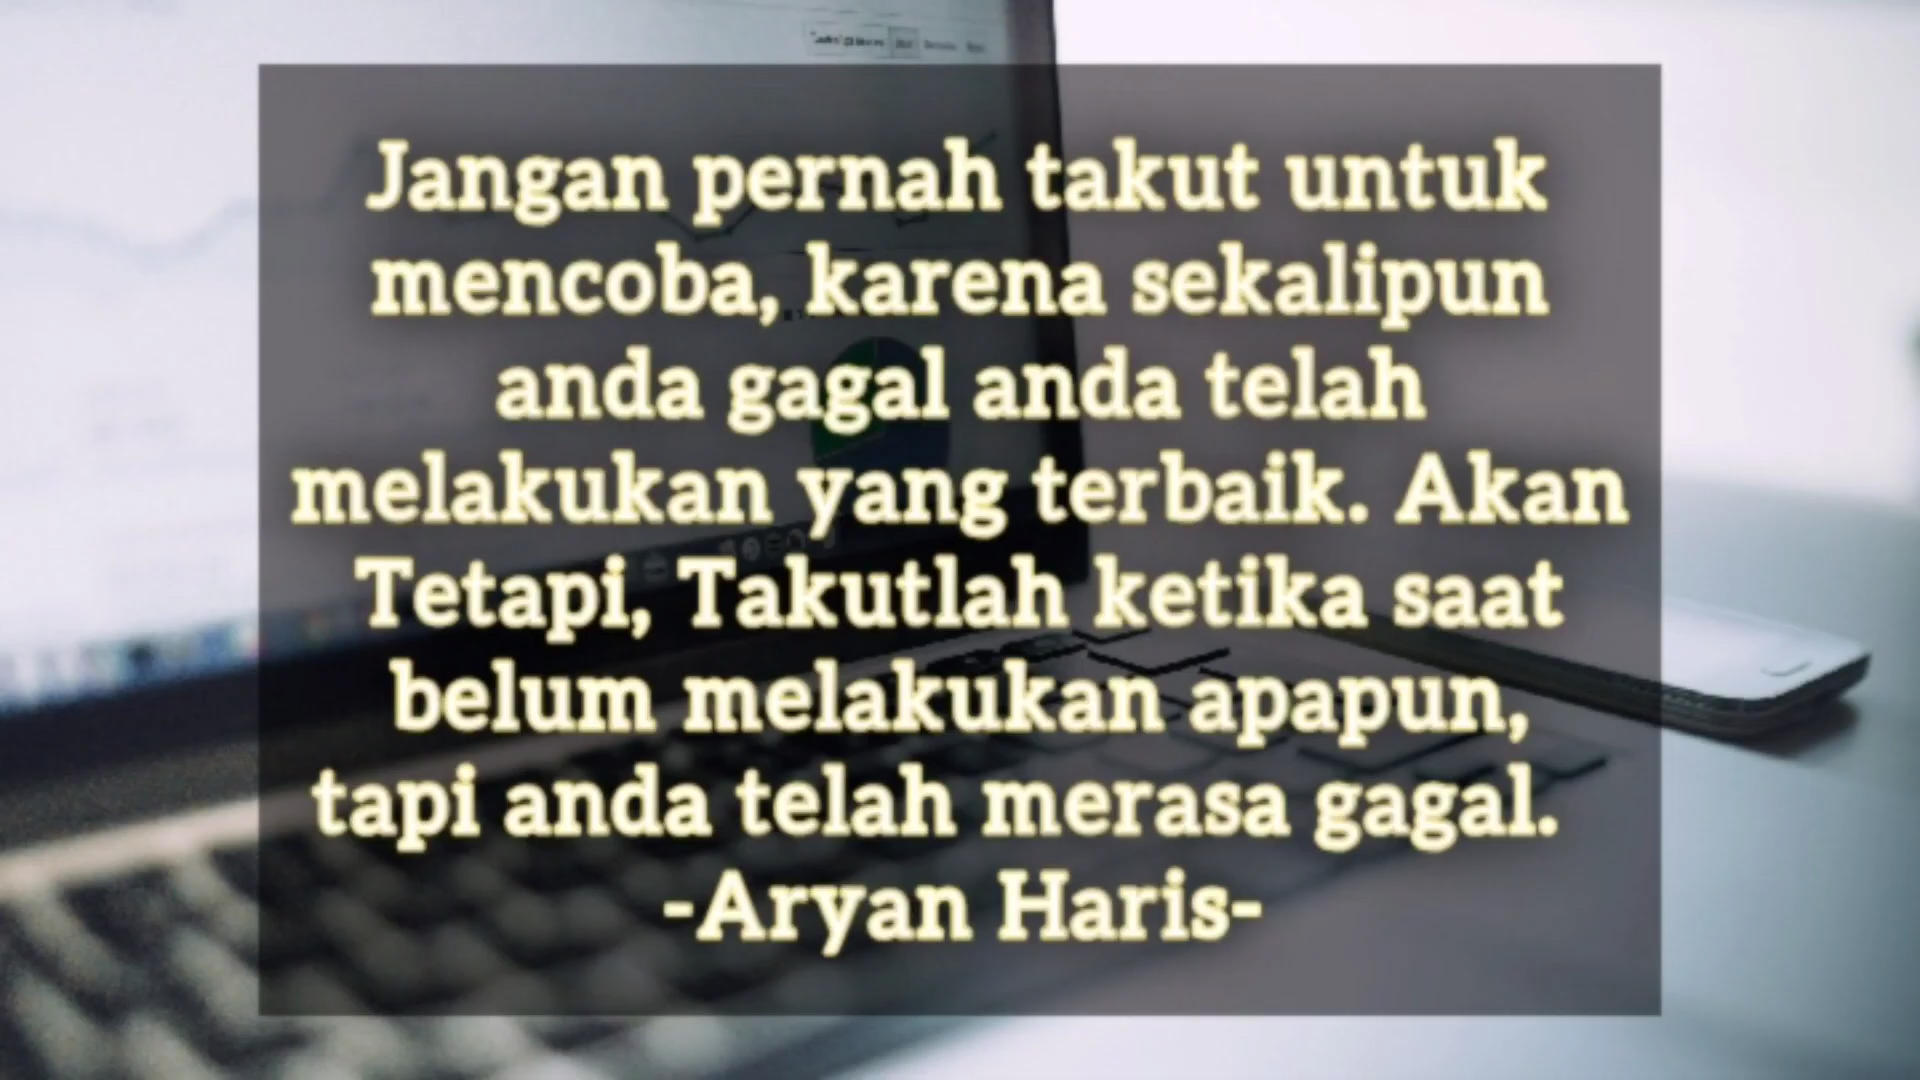 Jangan pernah takut untuk
mencoba, karena sekalipun
anda gagal anda telah
melakukan yang terbaik. Akan
Tetapi, Takutlah ketika saat
belum melakukan apapun,
tapi anda telah merasa gagal.
-Aryan Haris-